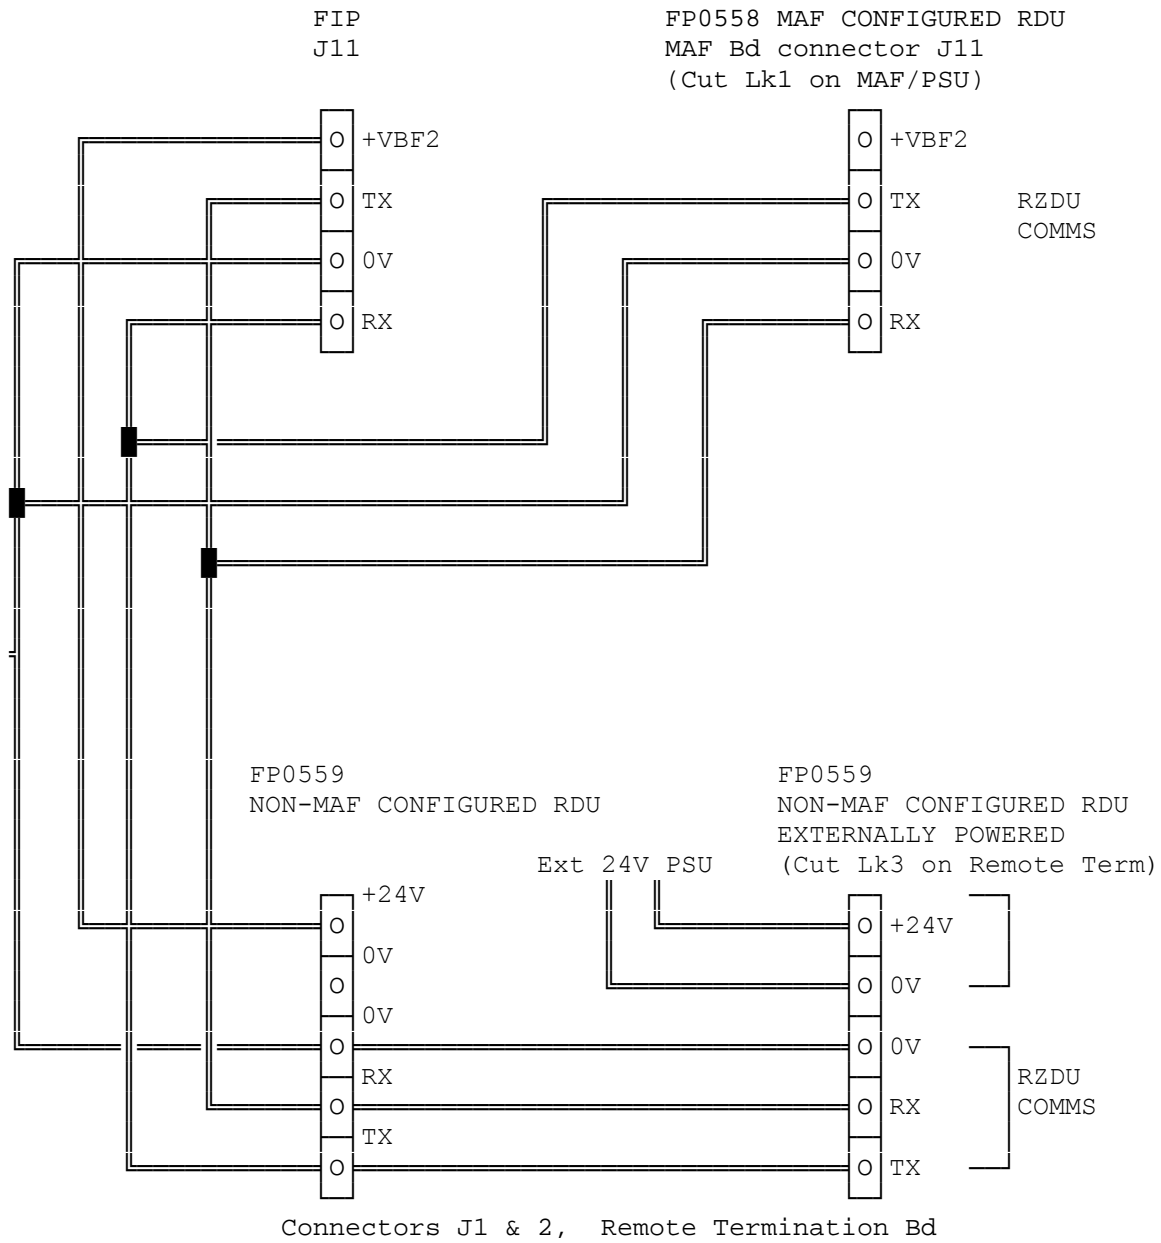 FIP
J11
FP0558 MAF CONFIGURED RDU
MAF Bd connector J11
(Cut Lk1 on MAF/PSU)
O +VBF2
O TX
O 0V
O RX
O +VBF2
O TX
O 0V
O RX
RZDU
COMMS
FP0559
NON-MAF CONFIGURED RDU
FP0559
NON-MAF CONFIGURED RDU
EXTERNALLY POWERED
(Cut Lk3 on Remote Term)
Ext 24V PSU
+24V
O
0V
O
0V
O
RX
O
TX
O
O +24V
O 0V
O 0V
O RX
O TX
RZDU
COMMS
Connectors J1 & 2, Remote Termination Bd